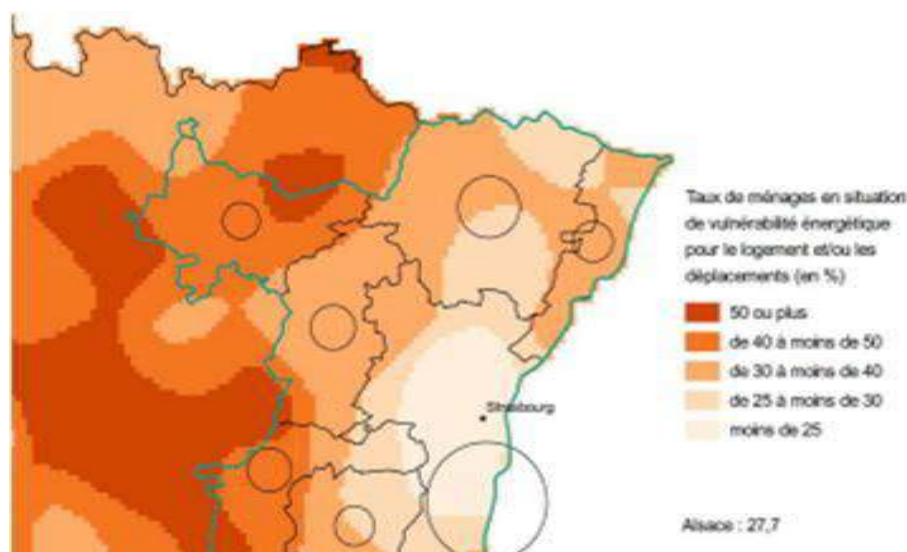 Taux de ménages en situation
de vulnérabilité énergétique
pour le logement et/ou les
déplacements (en %)
50 ou plus
de 40 à moins de 50
de 30 à moins de 40
de 25 à moins de 30
moins de 25
Strasbourg
Alsace : 27,7